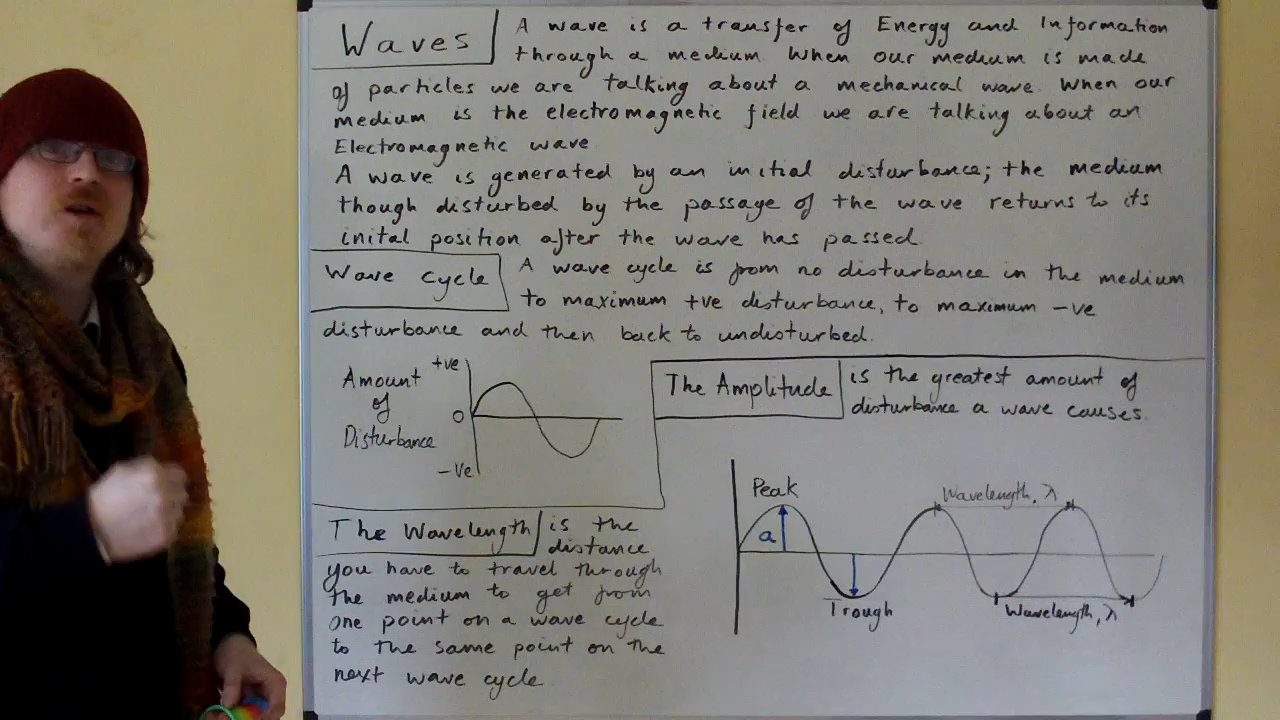 Waves
A wave is a transfer of Energy and Information
through a medium. When our medium is made
of particles we are talking about a mechanical wave. When our
medium is the electromagnetic field we are talking about an
Electromagnetic wave
A wave is generated by an initial disturbance; the medium
though disturbed by the passage of the wave returns to its
inital position after the wave has passed.
Wave Cycle
A wave cycle is from no disturbance in the medium
to maximum +ve disturbance, to maximum -ve
disturbance and then back to undisturbed.
Amount
of
Disturbance
+ve
0
-ve
The Amplitude
is the greatest amount of
disturbance a wave causes.
Peak
a
Trough
Wavelength, λ
Wavelength, λ
The Wavelength
is the
distance
you have to travel through
the medium to get from
one point on a wave cycle
to the same point on the
next wave cycle.